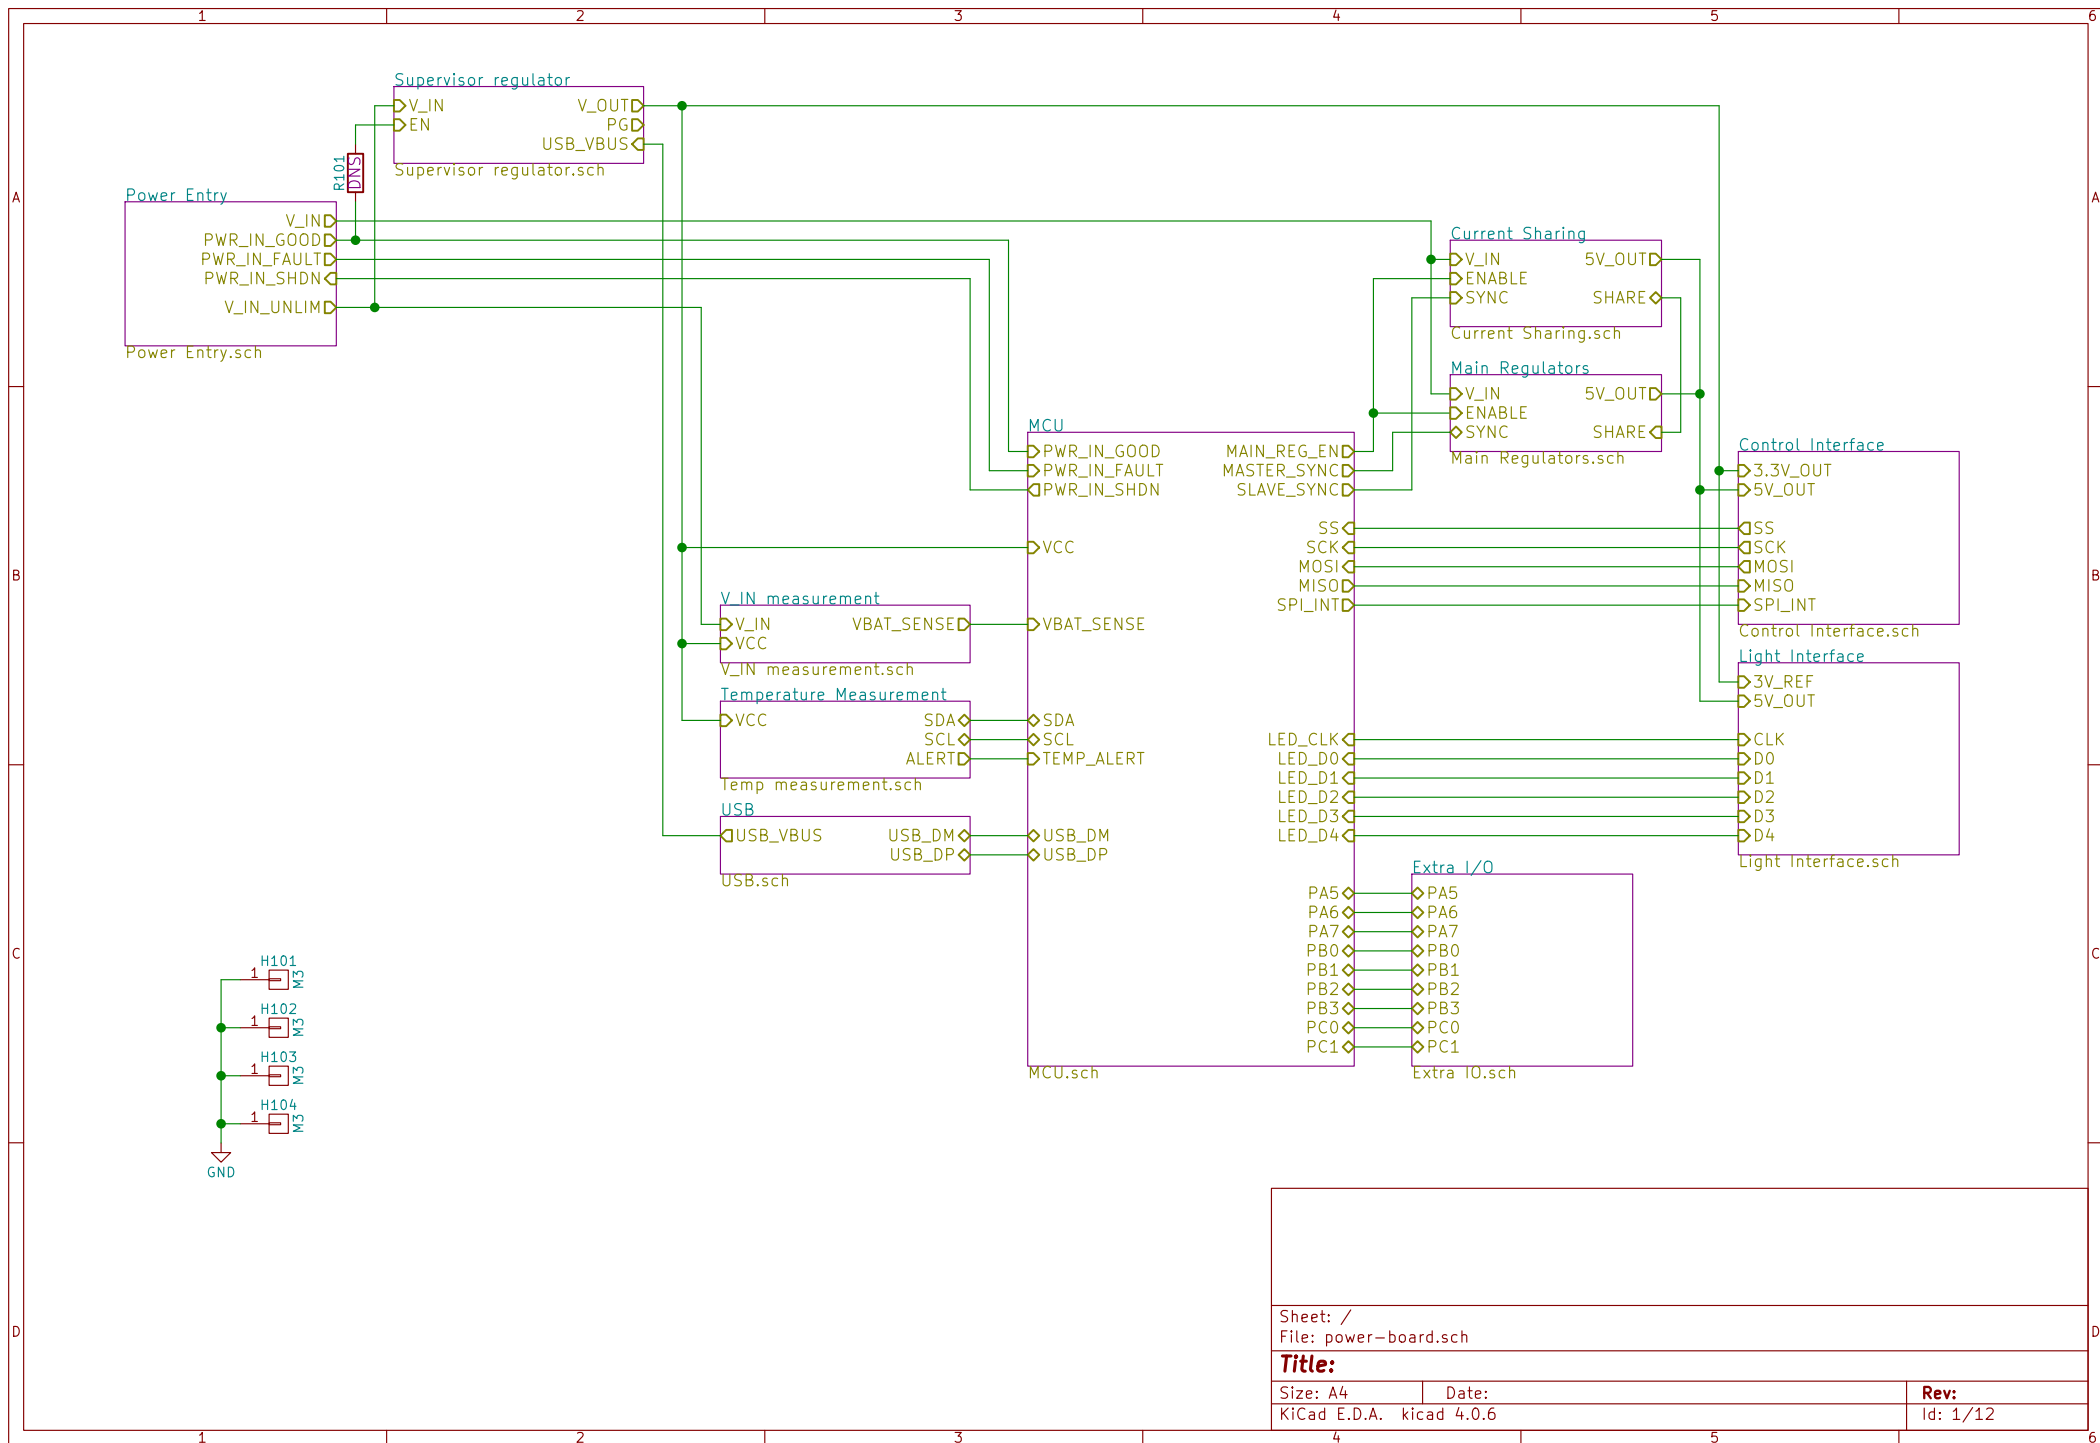 1 2 3 4 5 6
Supervisor regulator
V_IN V_OUT
EN PG
USB_VBUS
Supervisor regulator.sch
R101
DNS
A A
Power Entry
V_IN
PWR_IN_GOOD
PWR_IN_FAULT
PWR_IN_SHDN
V_IN_UNLIM
Power Entry.sch
Current Sharing
V_IN 5V_OUT
ENABLE
SYNC SHARE
Current Sharing.sch
Main Regulators
V_IN 5V_OUT
ENABLE
SYNC SHARE
Main Regulators.sch
MCU
PWR_IN_GOOD MAIN_REG_EN
PWR_IN_FAULT MASTER_SYNC
PWR_IN_SHDN SLAVE_SYNC
SS
VCC SCK
MOSI
MISO
SPI_INT
VBAT_SENSE
SDA
SCL LED_CLK
TEMP_ALERT LED_D0
LED_D1
LED_D2
LED_D3
USB_DM LED_D4
USB_DP
PA5
PA6
PA7
PB0
PB1
PB2
PB3
PC0
PC1
MCU.sch
Control Interface
3.3V_OUT
5V_OUT
SS
SCK
MOSI
MISO
SPI_INT
Control Interface.sch
B B
V_IN measurement
V_IN VBAT_SENSE
VCC
V_IN measurement.sch
Temperature Measurement
VCC SDA
SCL
ALERT
Temp measurement.sch
USB
USB_VBUS USB_DM
USB_DP
USB.sch
Light Interface
3V_REF
5V_OUT
CLK
D0
D1
D2
D3
D4
Light Interface.sch
Extra I/O
PA5
PA6
PA7
PB0
PB1
PB2
PB3
PC0
PC1
Extra IO.sch
C C
H101
1 M3
H102
1 M3
H103
1 M3
H104
1 M3
GND
D D
Sheet: /
File: power-board.sch
Title:
Size: A4 Date: Rev:
KiCad E.D.A. kicad 4.0.6 Id: 1/12
1 2 3 4 5 6